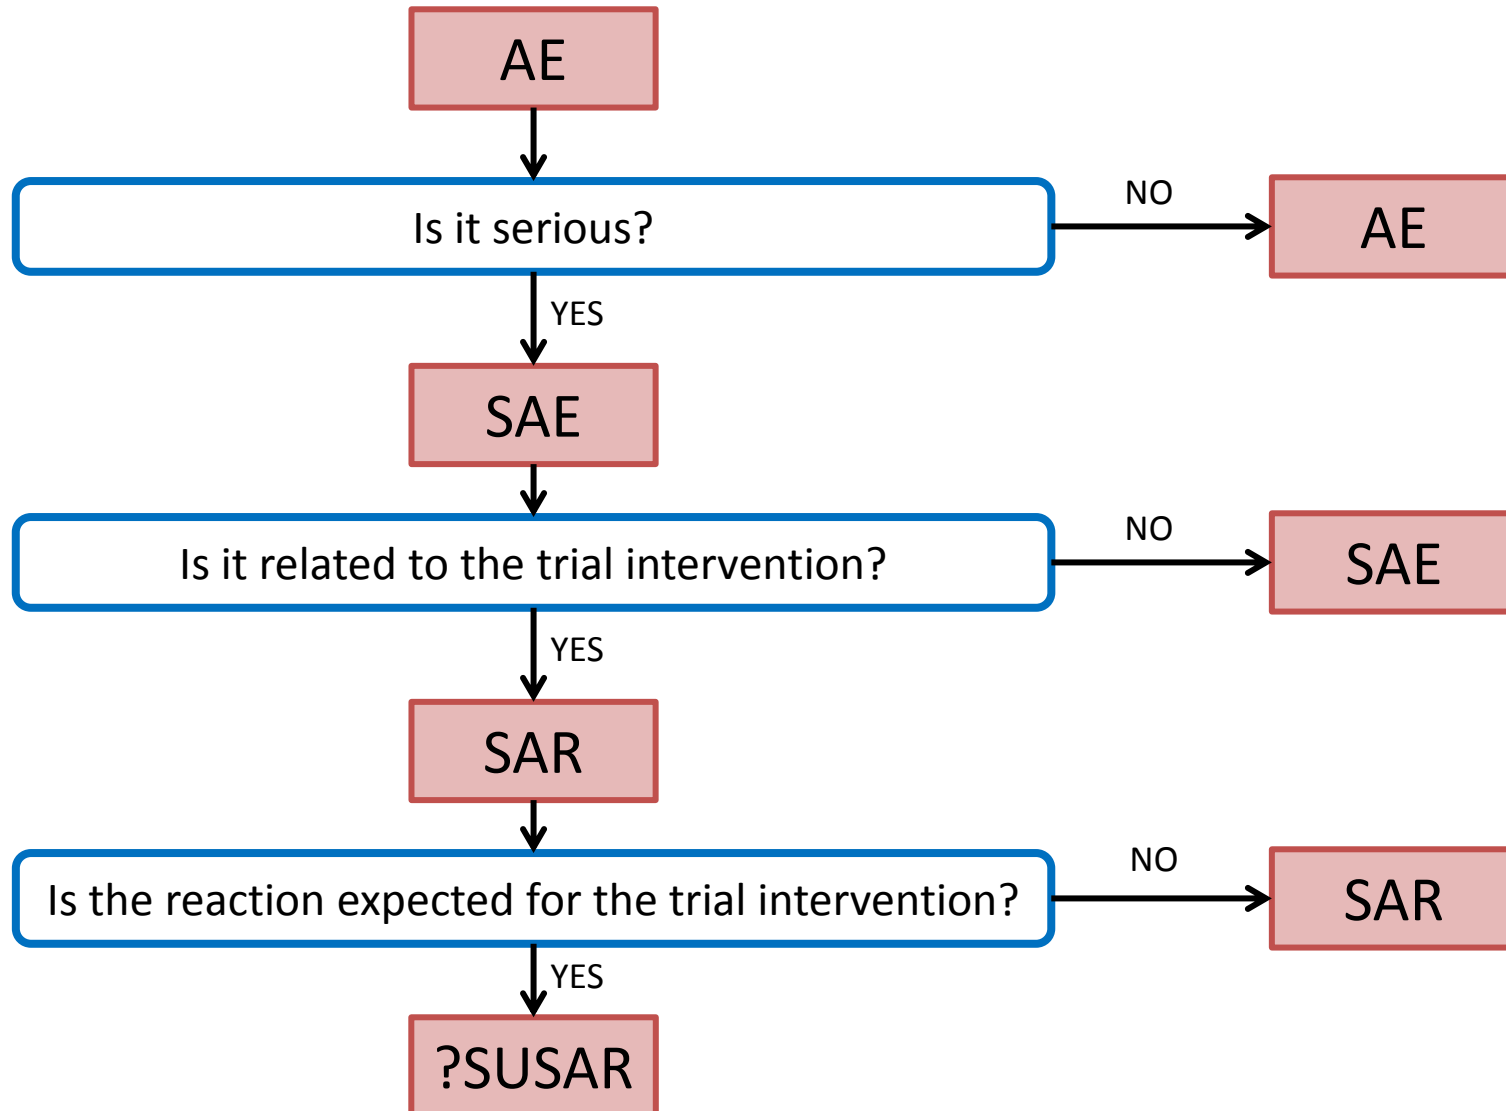 AE
Is it serious?
NO
AE
YES
SAE
Is it related to the trial intervention?
NO
SAE
YES
SAR
Is the reaction expected for the trial intervention?
NO
SAR
YES
?SUSAR